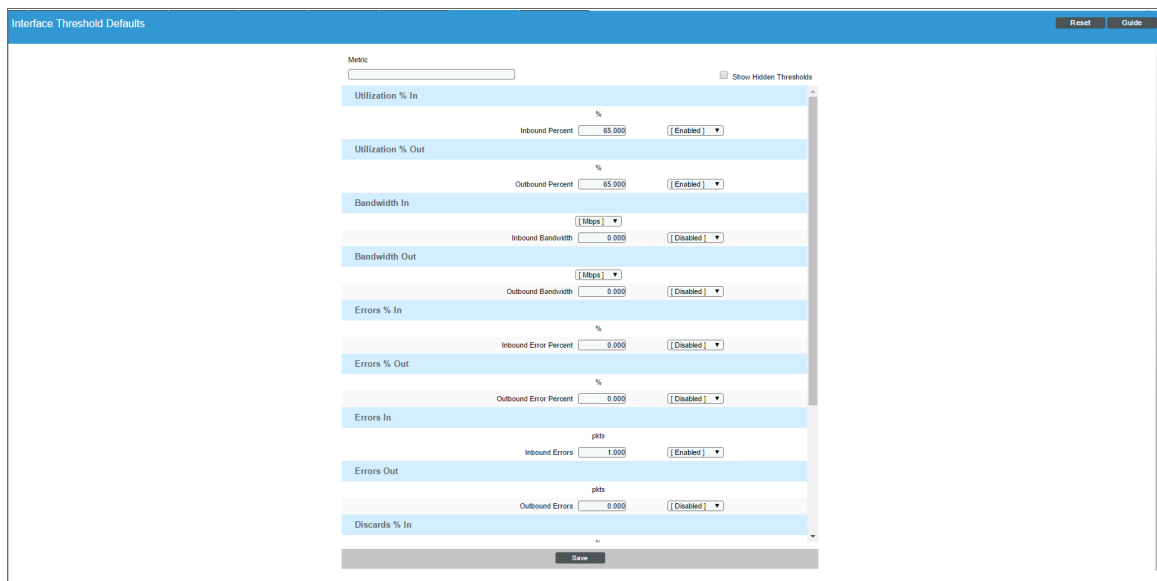 Interface Threshold Defaults
Reset Guide
Metric
Show Hidden Thresholds
Utilization % In
%
Inbound Percent 65.000 [ Enabled ]
Utilization % Out
%
Outbound Percent 65.000 [ Enabled ]
Bandwidth In
[ Mbps ]
Inbound Bandwidth 0.000 [ Disabled ]
Bandwidth Out
[ Mbps ]
Outbound Bandwidth 0.000 [ Disabled ]
Errors % In
%
Inbound Error Percent 0.000 [ Disabled ]
Errors % Out
%
Outbound Error Percent 0.000 [ Disabled ]
Errors In
pkts
Inbound Errors 1.000 [ Enabled ]
Errors Out
pkts
Outbound Errors 0.000 [ Disabled ]
Discards % In
%
Save